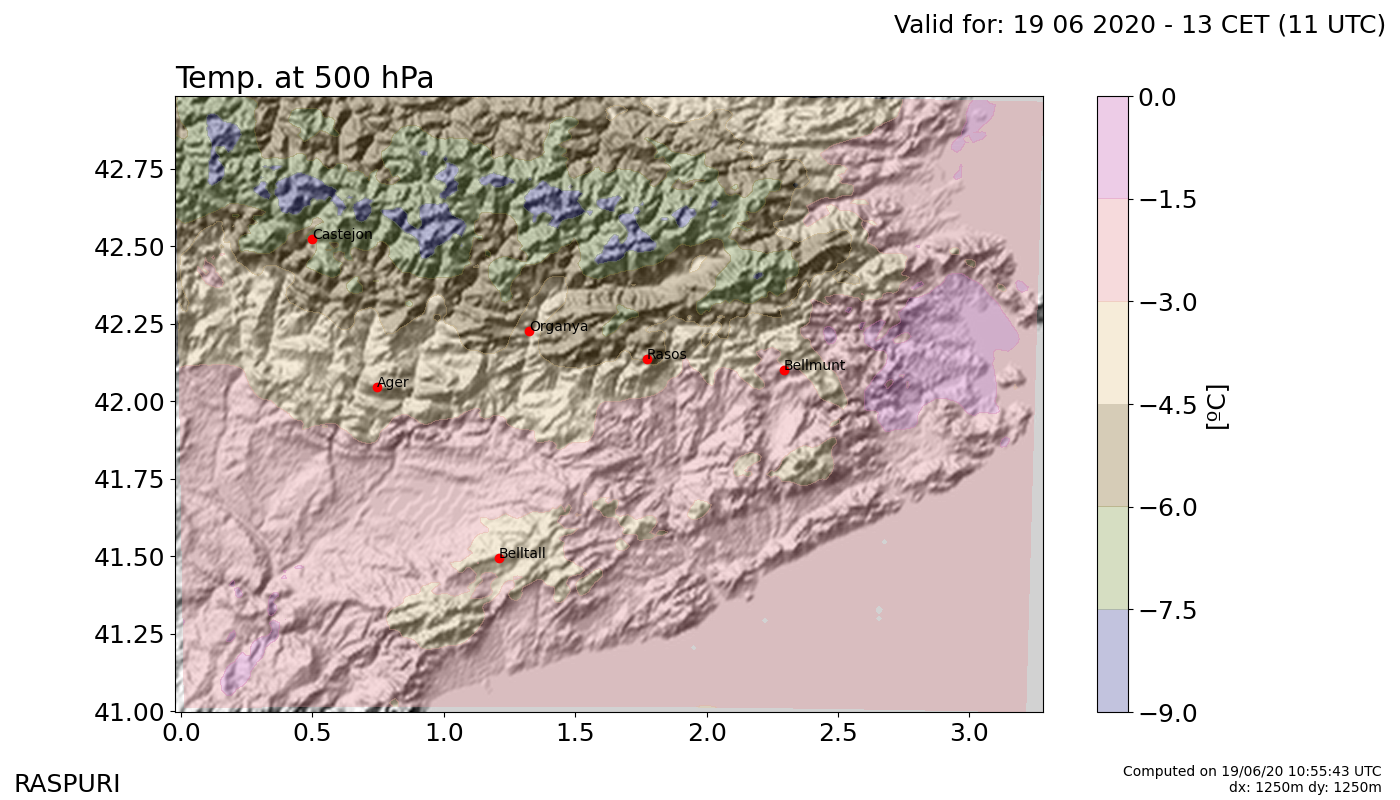 Valid for: 19 06 2020 - 13 CET (11 UTC)
Temp. at 500 hPa
42.75
42.50
42.25
42.00
41.75
41.50
41.25
41.00
Castejon
Organya
Rasos
Bellmunt
Ager
Belltall
0.0
0.5
1.0
1.5
2.0
2.5
3.0
0.0
−1.5
−3.0
−4.5
−6.0
−7.5
−9.0
[ºC]
RASPURI
Computed on 19/06/20 10:55:43 UTC
dx: 1250m dy: 1250m